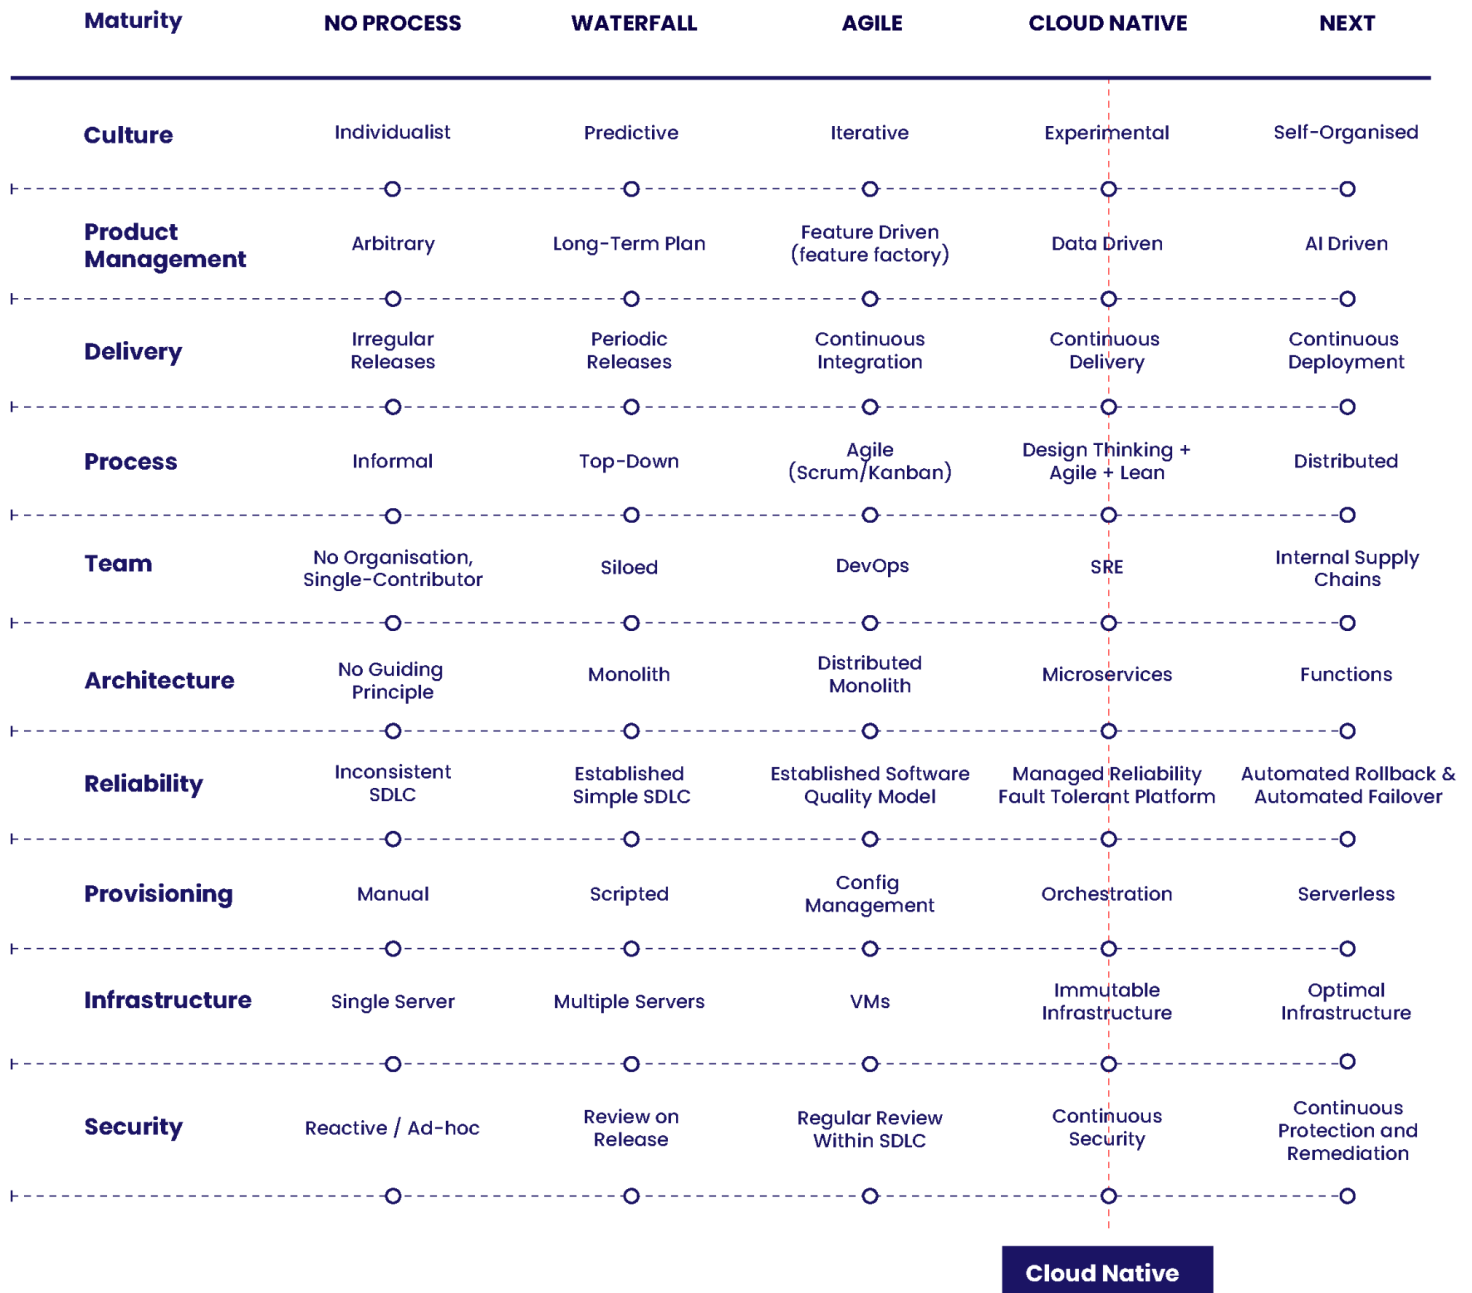 Maturity NO PROCESS WATERFALL AGILE CLOUD NATIVE NEXT
Culture Individualist Predictive Iterative Experimental Self-Organised
Product
Management
Arbitrary
Long-Term Plan
Feature Driven
(feature factory)
Data Driven
AI Driven
Delivery
Irregular
Releases
Periodic
Releases
Continuous
Integration
Continuous
Delivery
Continuous
Deployment
Process
Informal
Top-Down
Agile
(Scrum/Kanban)
Design Thinking +
Agile + Lean
Distributed
Team
No Organisation,
Single-Contributor
Siloed
DevOps
SRE
Internal Supply
Chains
Architecture
No Guiding
Principle
Monolith
Distributed
Monolith
Microservices
Functions
Reliability
Inconsistent
SDLC
Established
Simple SDLC
Established Software
Quality Model
Managed Reliability
Fault Tolerant Platform
Automated Rollback &
Automated Failover
Provisioning
Manual
Scripted
Config
Management
Orchestration
Serverless
Infrastructure
Single Server
Multiple Servers
VMs
Immutable
Infrastructure
Optimal
Infrastructure
Security
Reactive / Ad-hoc
Review on
Release
Regular Review
Within SDLC
Continuous
Security
Continuous
Protection and
Remediation
Cloud Native